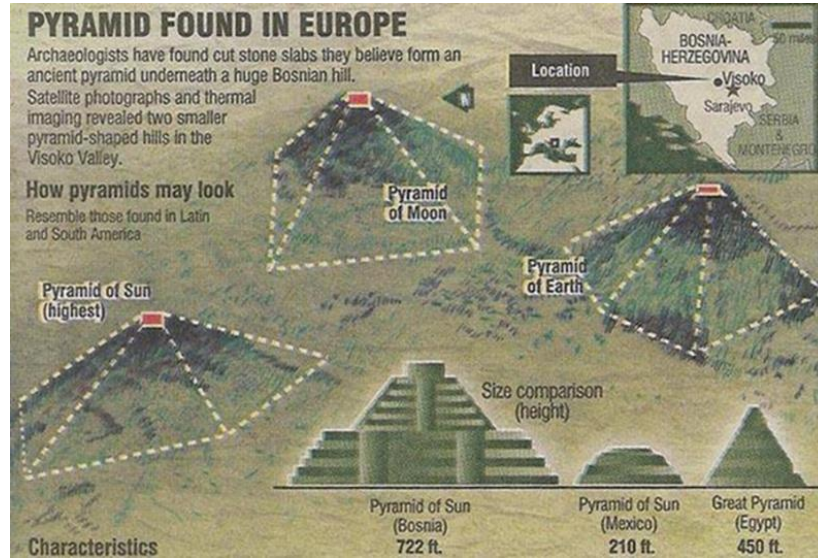 PYRAMID FOUND IN EUROPE
Archaeologists have found cut stone slabs they believe form an
ancient pyramid underneath a huge Bosnian hill.
Satellite photographs and thermal
imaging revealed two smaller
pyramid-shaped hills in the
Visoko Valley.
How pyramids may look
Resemble those found in Latin
and South America
Location
CROATIA
50 miles
BOSNIA-
HERZEGOVINA
Visoko
Sarajevo
SERBIA
&
MONTENEGRO
N
Pyramid
of Moon
Pyramid
of Earth
Pyramid of Sun
(highest)
Size comparison
(height)
Pyramid of Sun
(Bosnia)
722 ft.
Pyramid of Sun
(Mexico)
210 ft.
Great Pyramid
(Egypt)
450 ft.
Characteristics